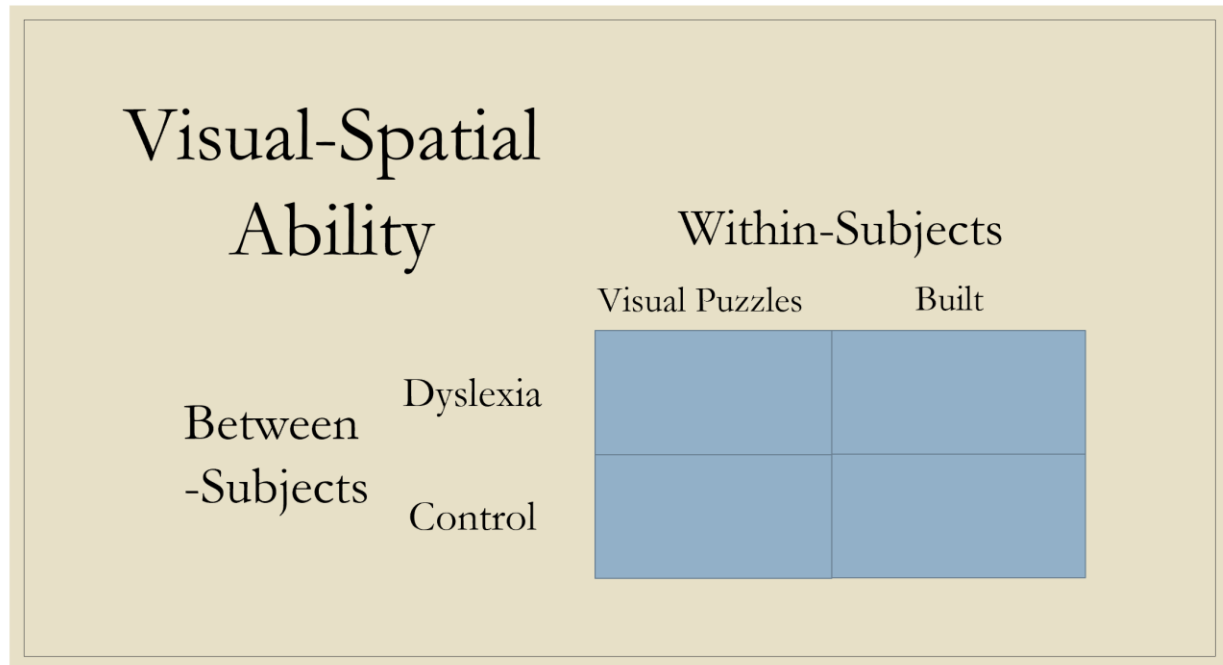 Visual-Spatial
Ability
Within-Subjects
Visual Puzzles
Built
Dyslexia
Between
-Subjects
Control